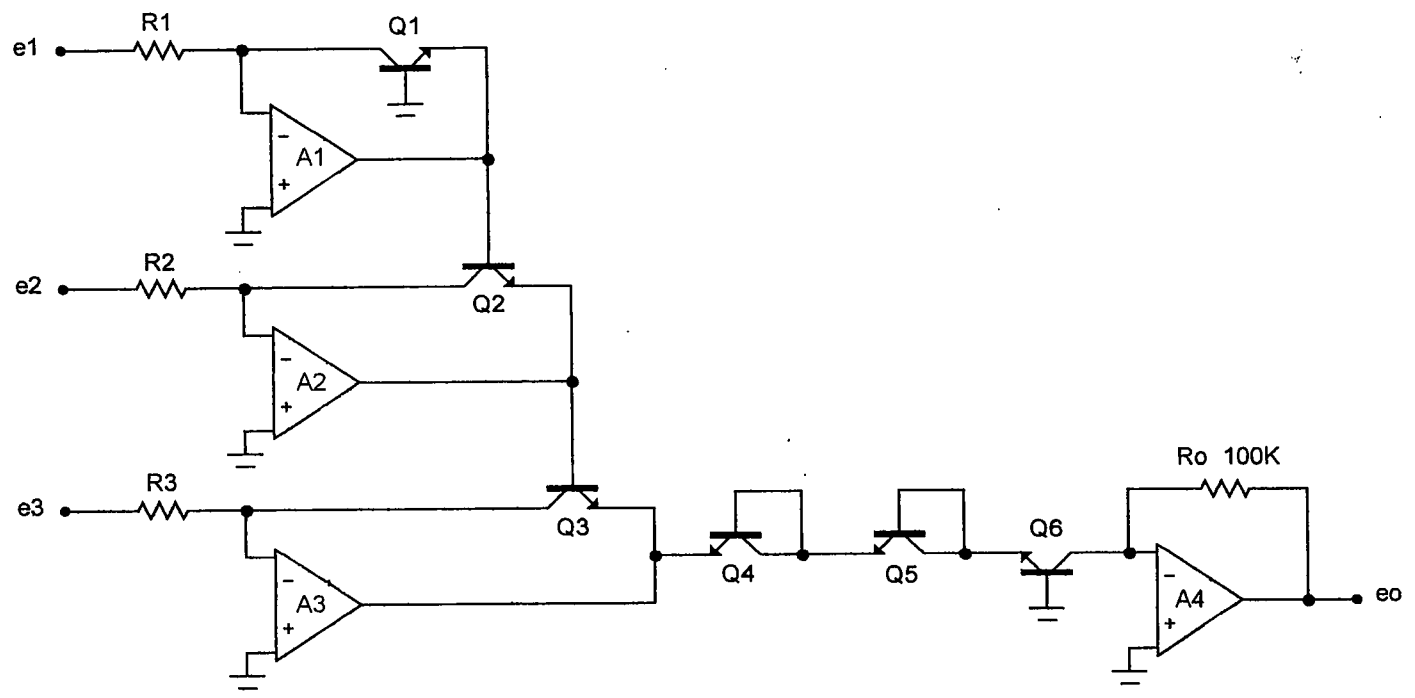 R1
Q1
e1
−
A1
+
R2
e2
Q2
−
A2
+
R3
Ro 100K
e3
Q3
Q4
Q5
Q6
−
A3
+
−
A4
+
eo